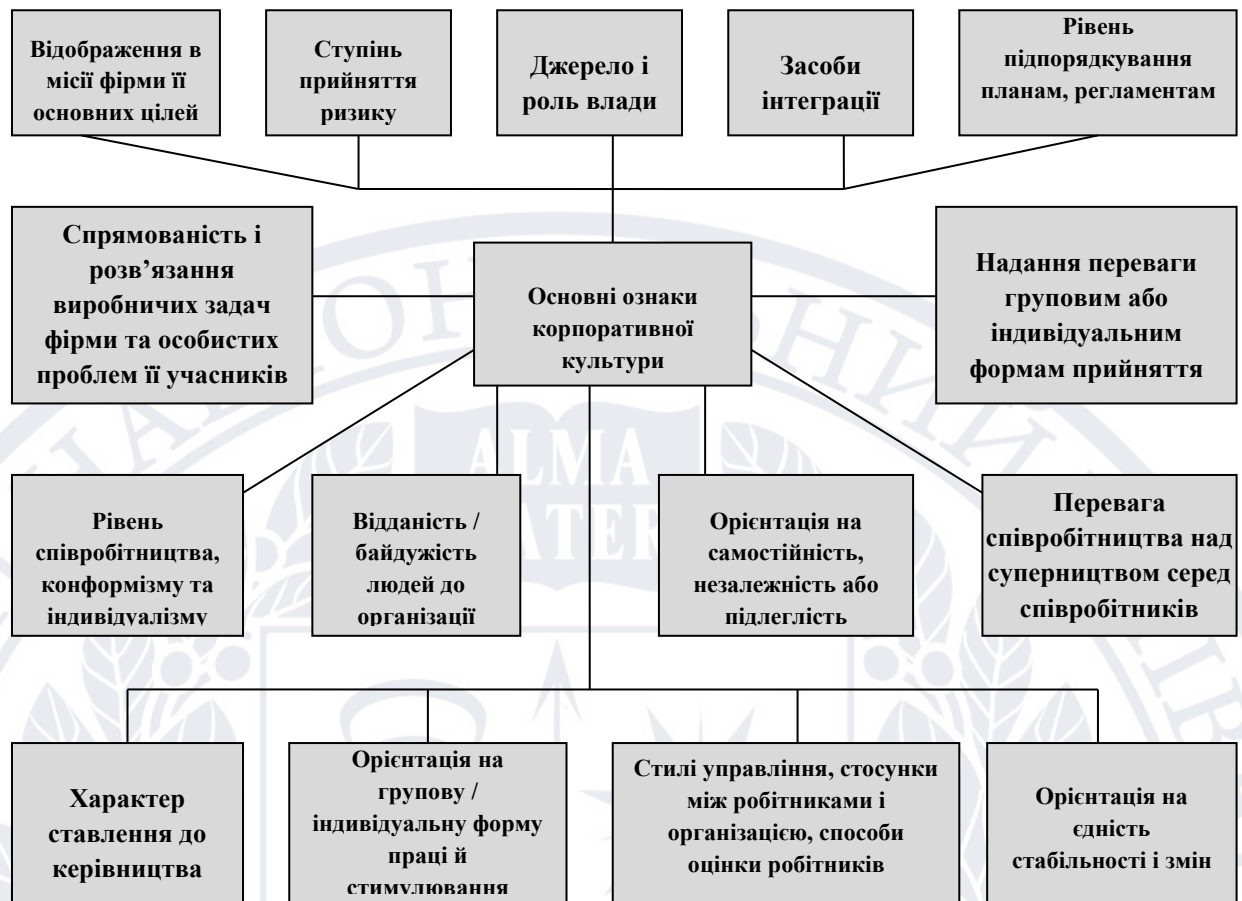 Відображення в
місії фірми її
основних цілей
Ступінь
прийняття
ризику
Джерело і
роль влади
Засоби
інтеграції
Рівень
підпорядкування
планам, регламентам
Спрямованість і
розв’язання
виробничих задач
фірми та особистих
проблем її учасників
Основні ознаки
корпоративної
культури
Надання переваги
груповим або
індивідуальним
формам прийняття
Рівень
співробітництва,
конформізму та
індивідуалізму
Відданість /
байдужість
людей до
організації
Орієнтація на
самостійність,
незалежність або
підлеглість
Перевага
співробітництва над
суперництвом серед
співробітників
Характер
ставлення до
керівництва
Орієнтація на
групову /
індивідуальну форму
праці й
стимулювання
Стилі управління, стосунки
між робітниками і
організацією, способи
оцінки робітників
Орієнтація на
єдність
стабільності і змін
ALMA
MATER